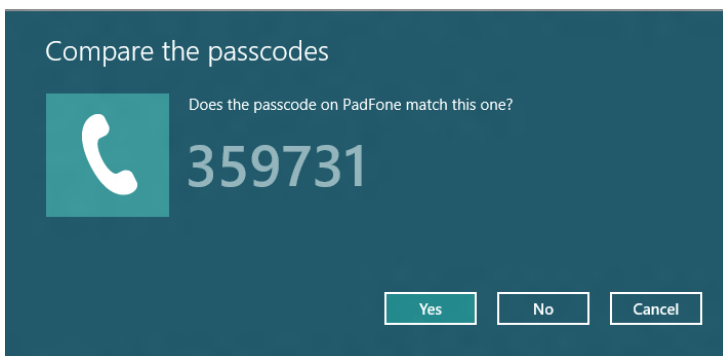 Compare the passcodes
Does the passcode on PadFone match this one?
359731
Yes No Cancel